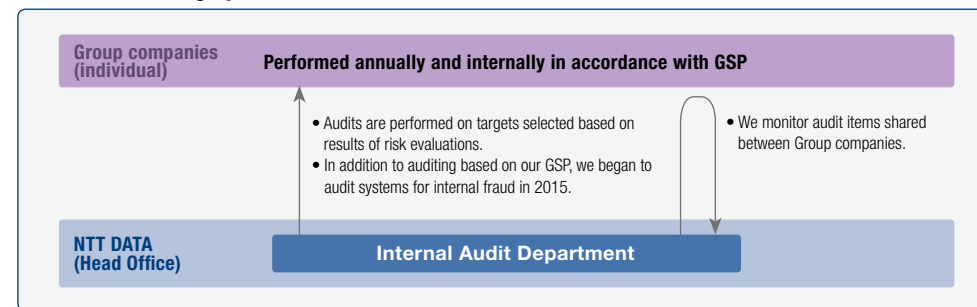 Group companies
(individual)
Performed annually and internally in accordance with GSP
• Audits are performed on targets selected based on
results of risk evaluations.
• In addition to auditing based on our GSP, we began to
audit systems for internal fraud in 2015.
• We monitor audit items shared
between Group companies.
NTT DATA
(Head Office)
Internal Audit Department